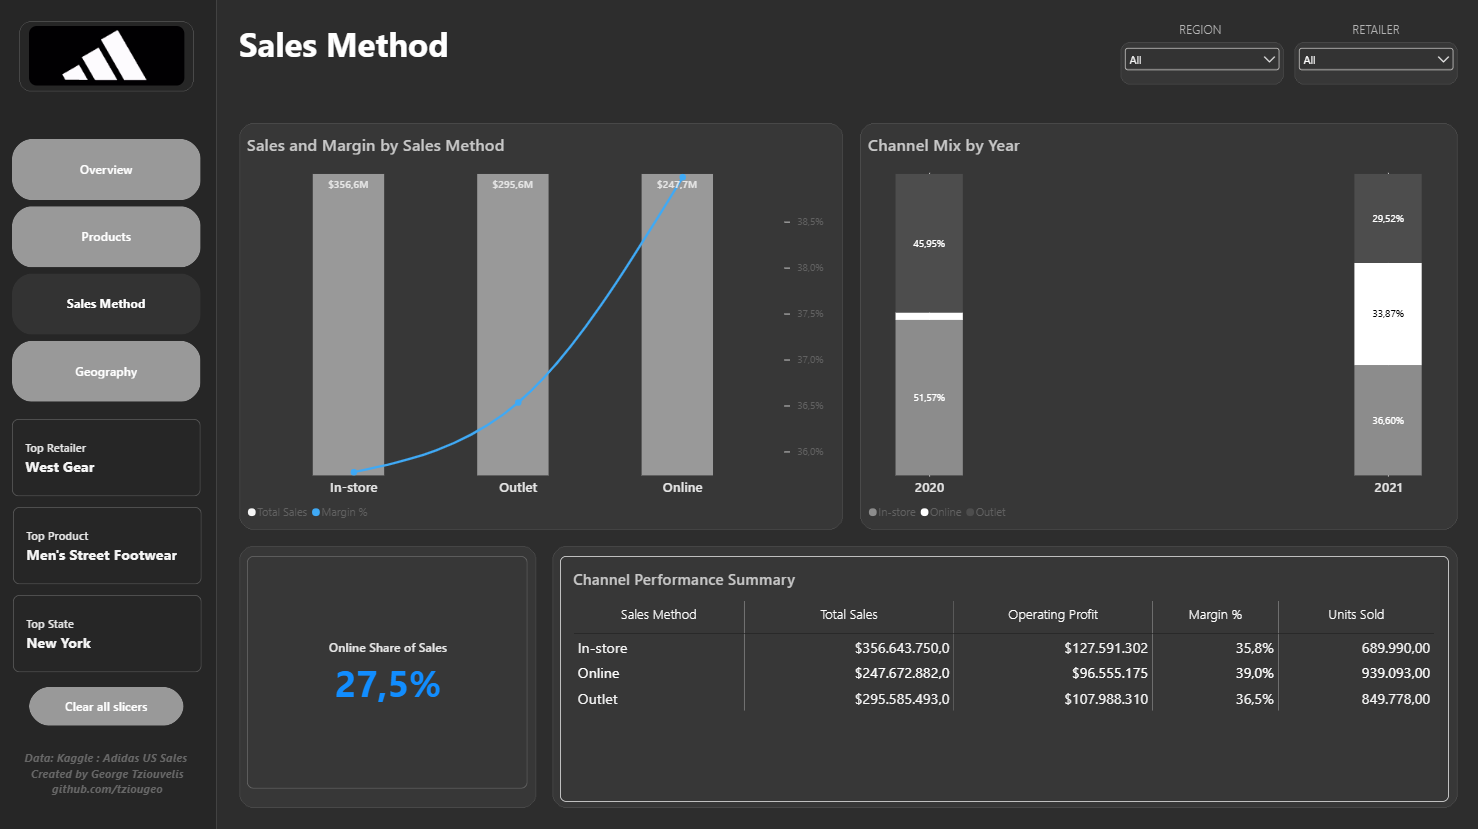 Sales Method
REGION
All
RETAILER
All
Overview
Products
Sales Method
Geography
Top Retailer
West Gear
Top Product
Men's Street Footwear
Top State
New York
Clear all slicers
Data: Kaggle : Adidas US Sales
Created by George Tziouvelis
github.com/tziougeo
Sales and Margin by Sales Method
$356,6M $295,6M $247,7M
38,5%
38,0%
37,5%
37,0%
36,5%
36,0%
In-store Outlet Online
Total Sales Margin %
Channel Mix by Year
45,95%
51,57%
29,52%
33,87%
36,60%
2020 2021
In-store Online Outlet
Online Share of Sales
27,5%
Channel Performance Summary
Sales Method Total Sales Operating Profit Margin % Units Sold
In-store $356.643.750,0 $127.591.302 35,8% 689.990,00
Online $247.672.882,0 $96.555.175 39,0% 939.093,00
Outlet $295.585.493,0 $107.988.310 36,5% 849.778,00